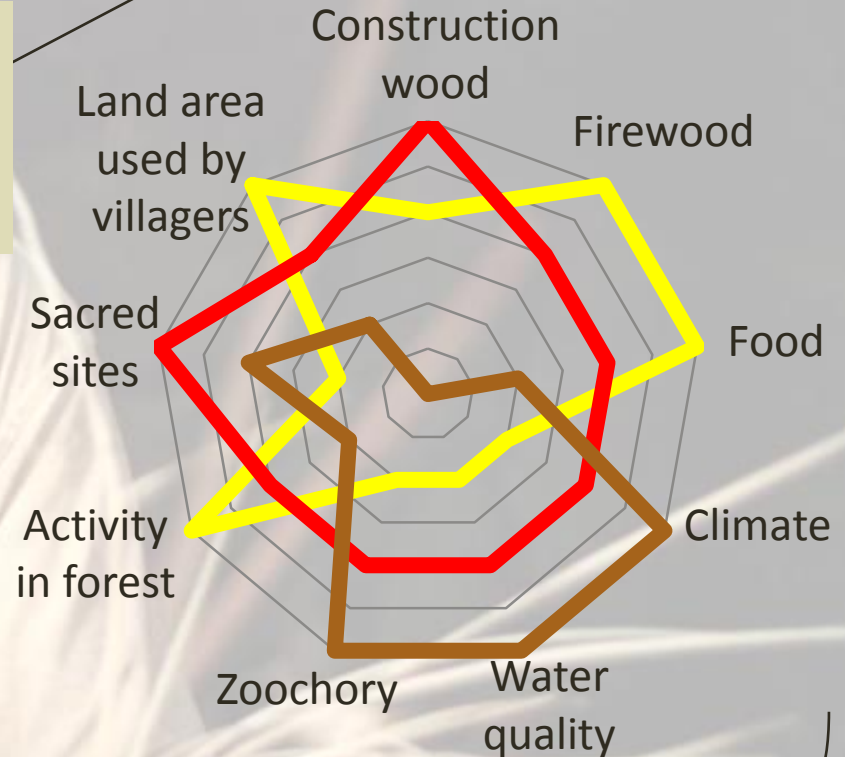 Construction
wood
Firewood
Land area
used by
villagers
Sacred
sites
Food
Activity
in forest
Climate
Zoochory
Water
quality